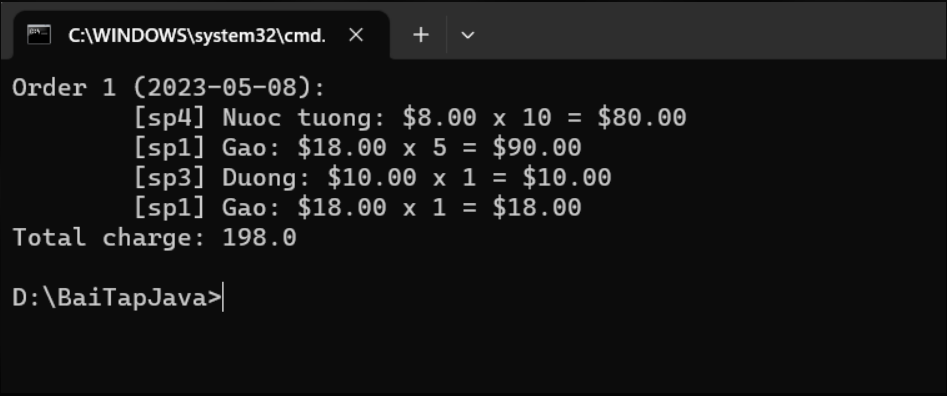 C:\WINDOWS\system32\cmd.
Order 1 (2023-05-08):
[sp4] Nuoc tuong: $8.00 x 10 = $80.00
[sp1] Gao: $18.00 x 5 = $90.00
[sp3] Duong: $10.00 x 1 = $10.00
[sp1] Gao: $18.00 x 1 = $18.00
Total charge: 198.0
D:\BaiTapJava>